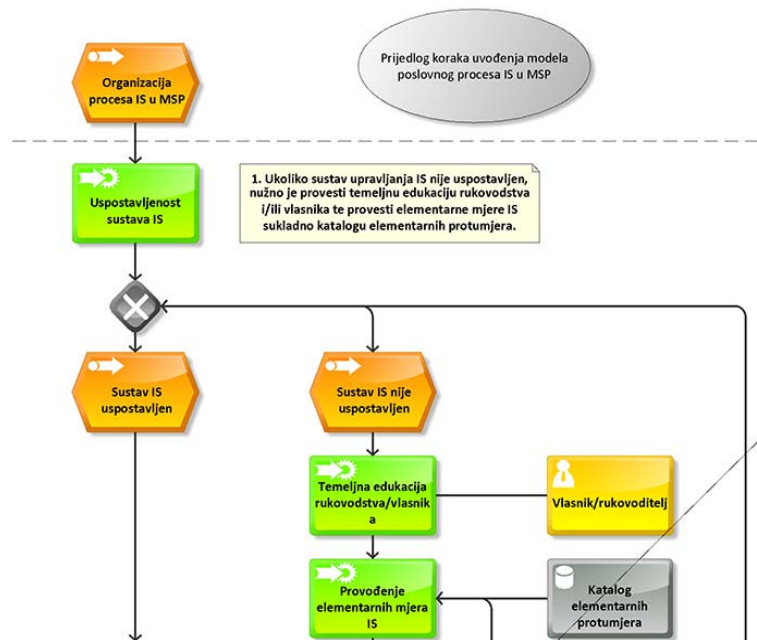 Prijedlog koraka uvođenja modela
poslovnog procesa IS u MSP
Organizacija
procesa IS u MSP
Uspostavljenost
sustava IS
1. Ukoliko sustav upravljanja IS nije uspostavljen,
nužno je provesti temeljnu edukaciju rukovodstva
i/ili vlasnika te provesti elementarne mjere IS
sukladno katalogu elementarnih protumjera.
Sustav IS
uspostavljen
Sustav IS nije
uspostavljen
Temeljna edukacija
rukovodstva/vlasnik
a
Vlasnik/rukovoditelj
Provođenje
elementarnih mjera
IS
Katalog
elementarnih
protumjera